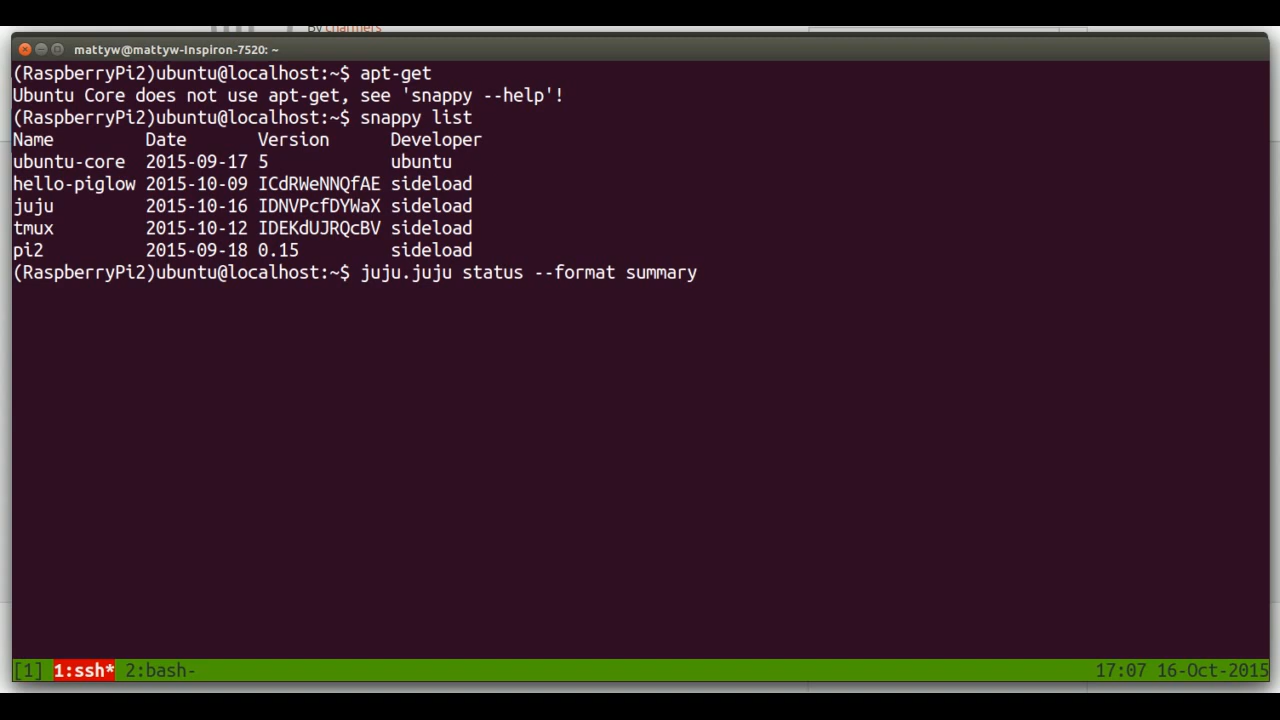 By charmers
mattyw@mattyw-Inspiron-7520: ~
(RaspberryPi2)ubuntu@localhost:~$ apt-get
Ubuntu Core does not use apt-get, see 'snappy --help'!
(RaspberryPi2)ubuntu@localhost:~$ snappy list
Name Date Version Developer
ubuntu-core 2015-09-17 5 ubuntu
hello-piglow 2015-10-09 ICdRWeNNQfAE sideload
juju 2015-10-16 IDNVPcfDYWaX sideload
tmux 2015-10-12 IDEKdUJRQcBV sideload
pi2 2015-09-18 0.15 sideload
(RaspberryPi2)ubuntu@localhost:~$ juju.juju status --format summary
[1] 1:ssh* 2:bash- 17:07 16-Oct-2015